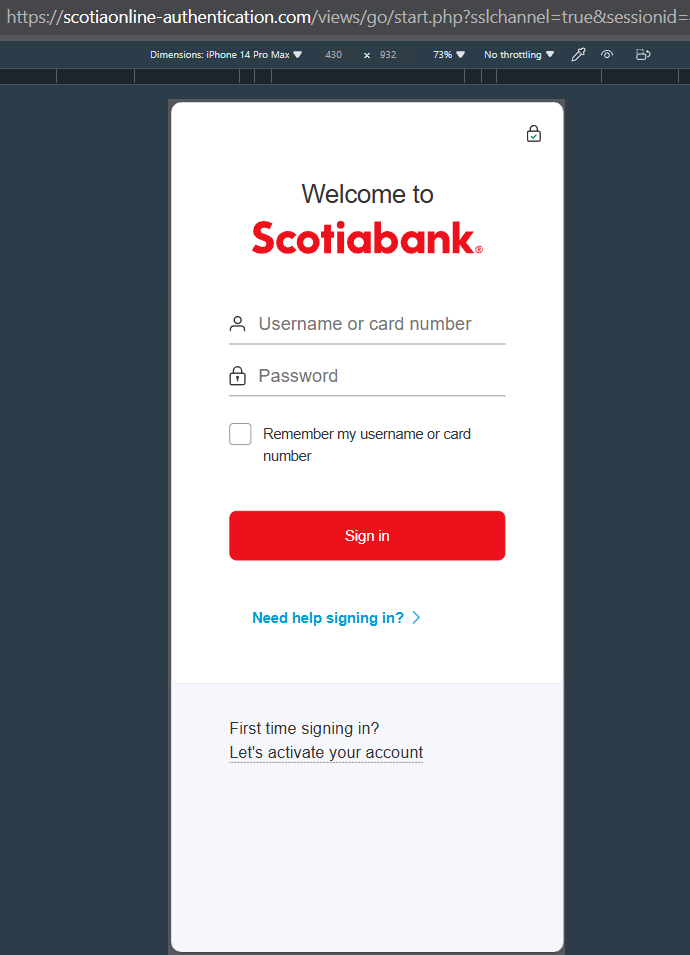 https://scotiaonline-authentication.com/views/go/start.php?sslchannel=true&sessionid=
Dimensions: iPhone 14 Pro Max ▼ 430 × 932 73% ▼ No throttling ▼
Welcome to
Scotiabank®
Username or card number
Password
Remember my username or card
number
Sign in
Need help signing in?
First time signing in?
Let's activate your account